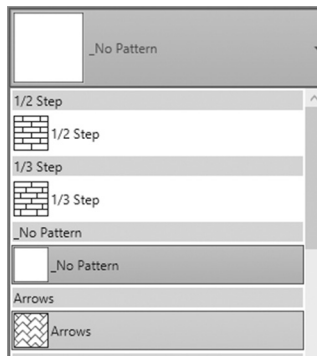 _No Pattern
1/2 Step
1/2 Step
1/3 Step
1/3 Step
_No Pattern
_No Pattern
Arrows
Arrows